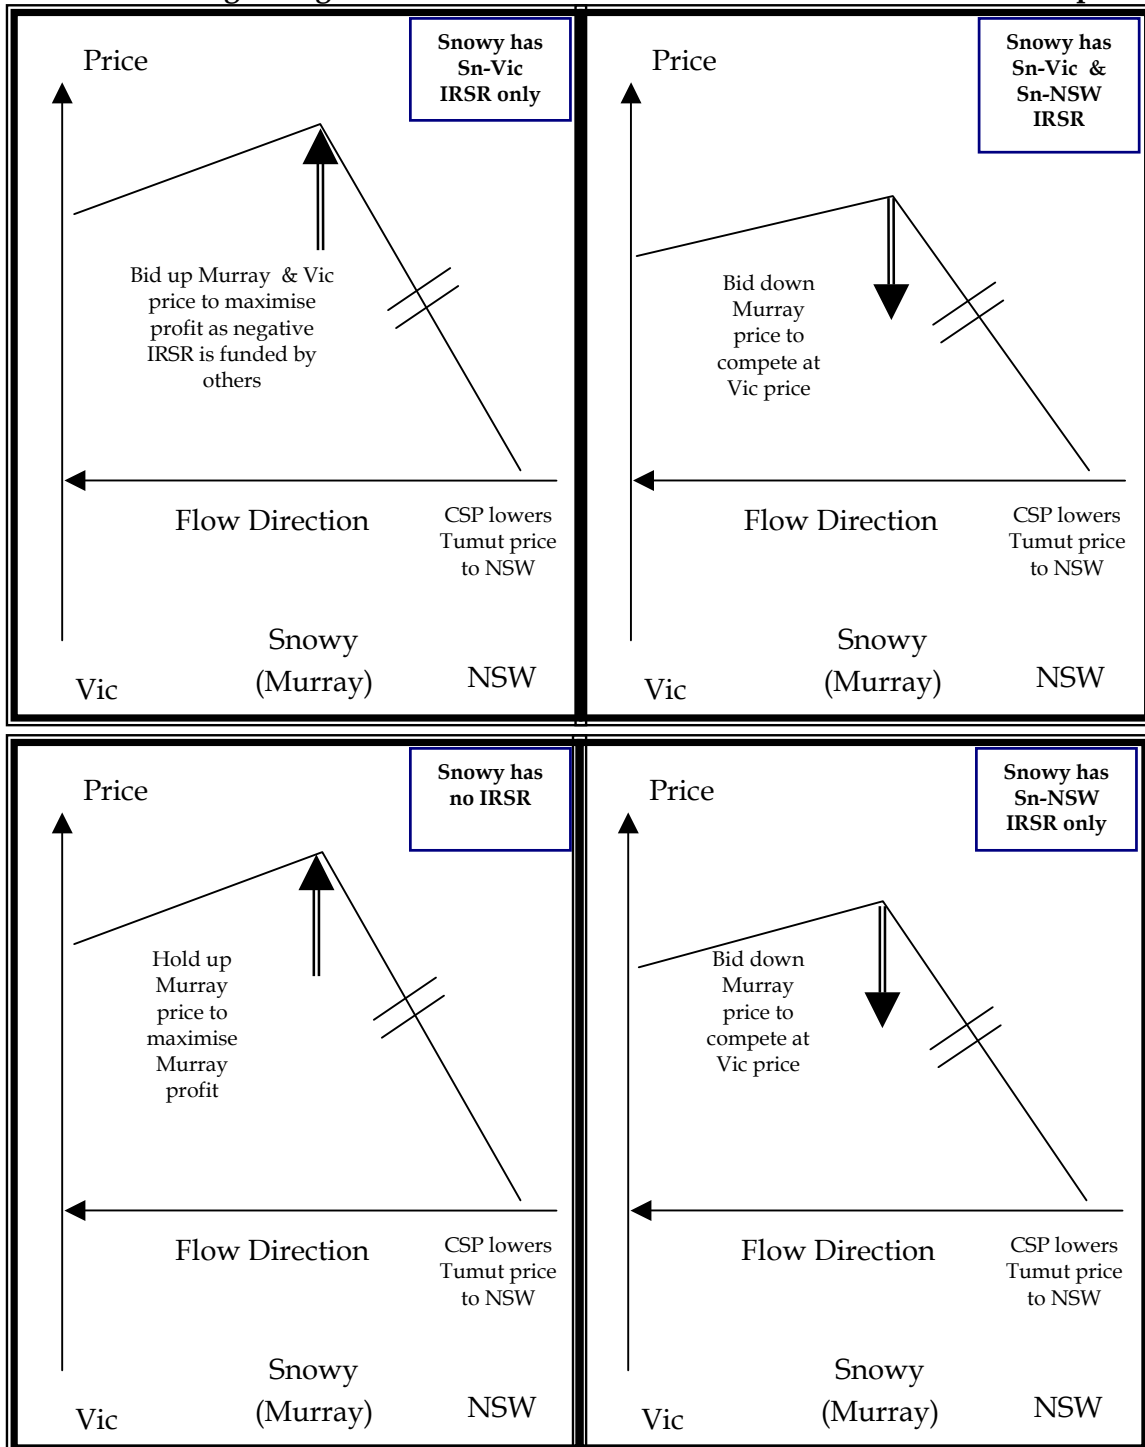 Price
Snowy has
Sn-Vic
IRSR only
Bid up Murray & Vic
price to maximise
profit as negative
IRSR is funded by
others
Flow Direction
CSP lowers
Tumut price
to NSW
Snowy
(Murray)
Vic
NSW
Price
Snowy has
Sn-Vic &
Sn-NSW
IRSR
Bid down
Murray
price to
compete at
Vic price
Flow Direction
CSP lowers
Tumut price
to NSW
Snowy
(Murray)
Vic
NSW
Price
Snowy has
no IRSR
Hold up
Murray
price to
maximise
Murray
profit
Flow Direction
CSP lowers
Tumut price
to NSW
Snowy
(Murray)
Vic
NSW
Price
Snowy has
Sn-NSW
IRSR only
Bid down
Murray
price to
compete at
Vic price
Flow Direction
CSP lowers
Tumut price
to NSW
Snowy
(Murray)
Vic
NSW